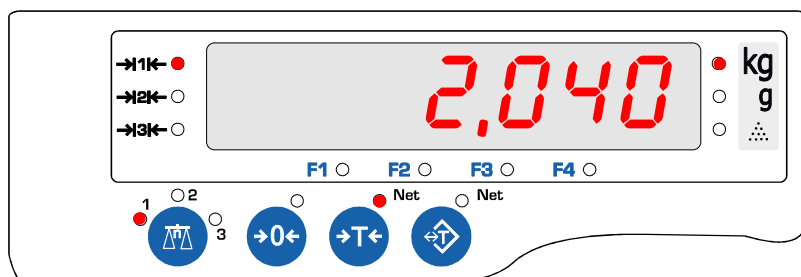 →|1|← 2,040 kg
→|2|← g
→|3|←
F1 F2 F3 F4
1 2 3 Net Net
n →0← →T← ⇔T